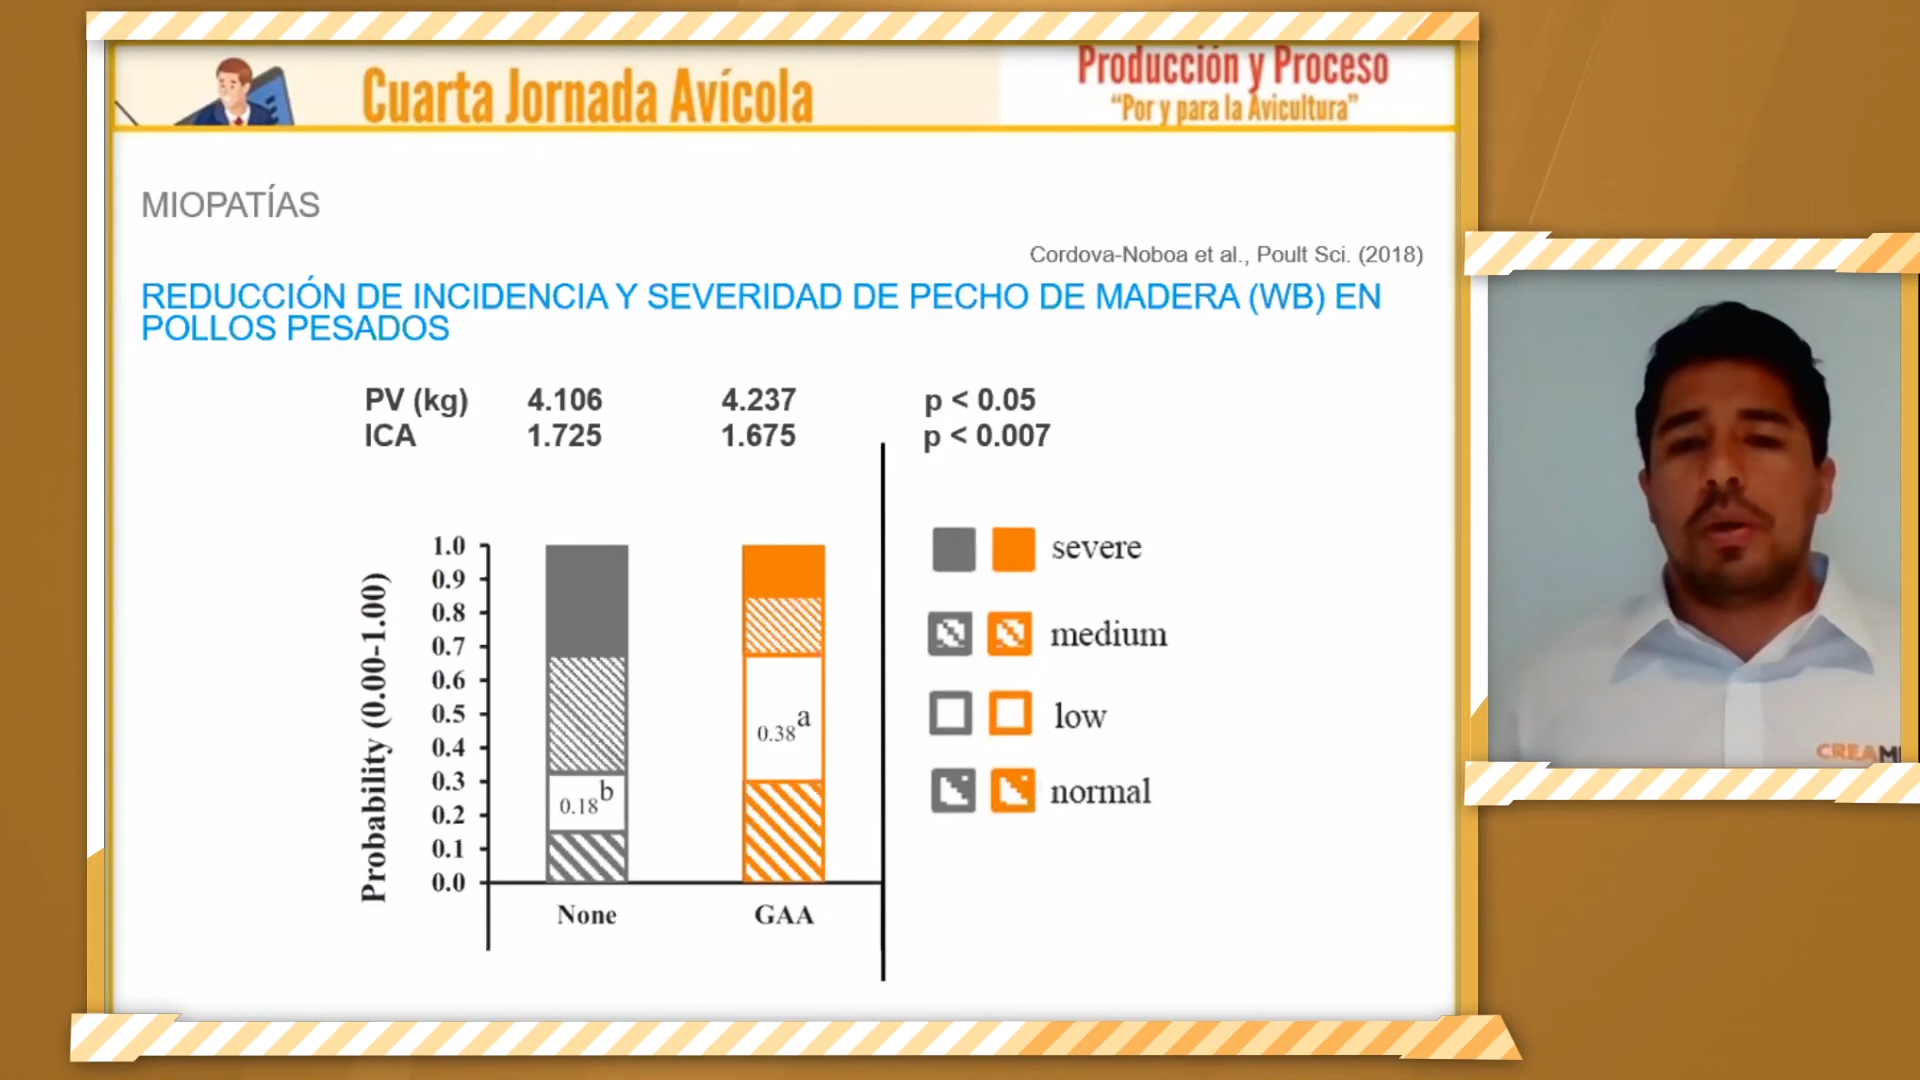 Cuarta Jornada Avícola
Producción y Proceso
“Por y para la Avicultura”
MIOPATÍAS
Cordova-Noboa et al., Poult Sci. (2018)
REDUCCIÓN DE INCIDENCIA Y SEVERIDAD DE PECHO DE MADERA (WB) EN
POLLOS PESADOS
PV (kg) 4.106 4.237 p < 0.05
ICA 1.725 1.675 p < 0.007
Probability (0.00-1.00)
1.0
0.9
0.8
0.7
0.6
0.5
0.4
0.3
0.2
0.1
0.0
0.18 b
0.38 a
None GAA
severe
medium
low
normal
CREAM